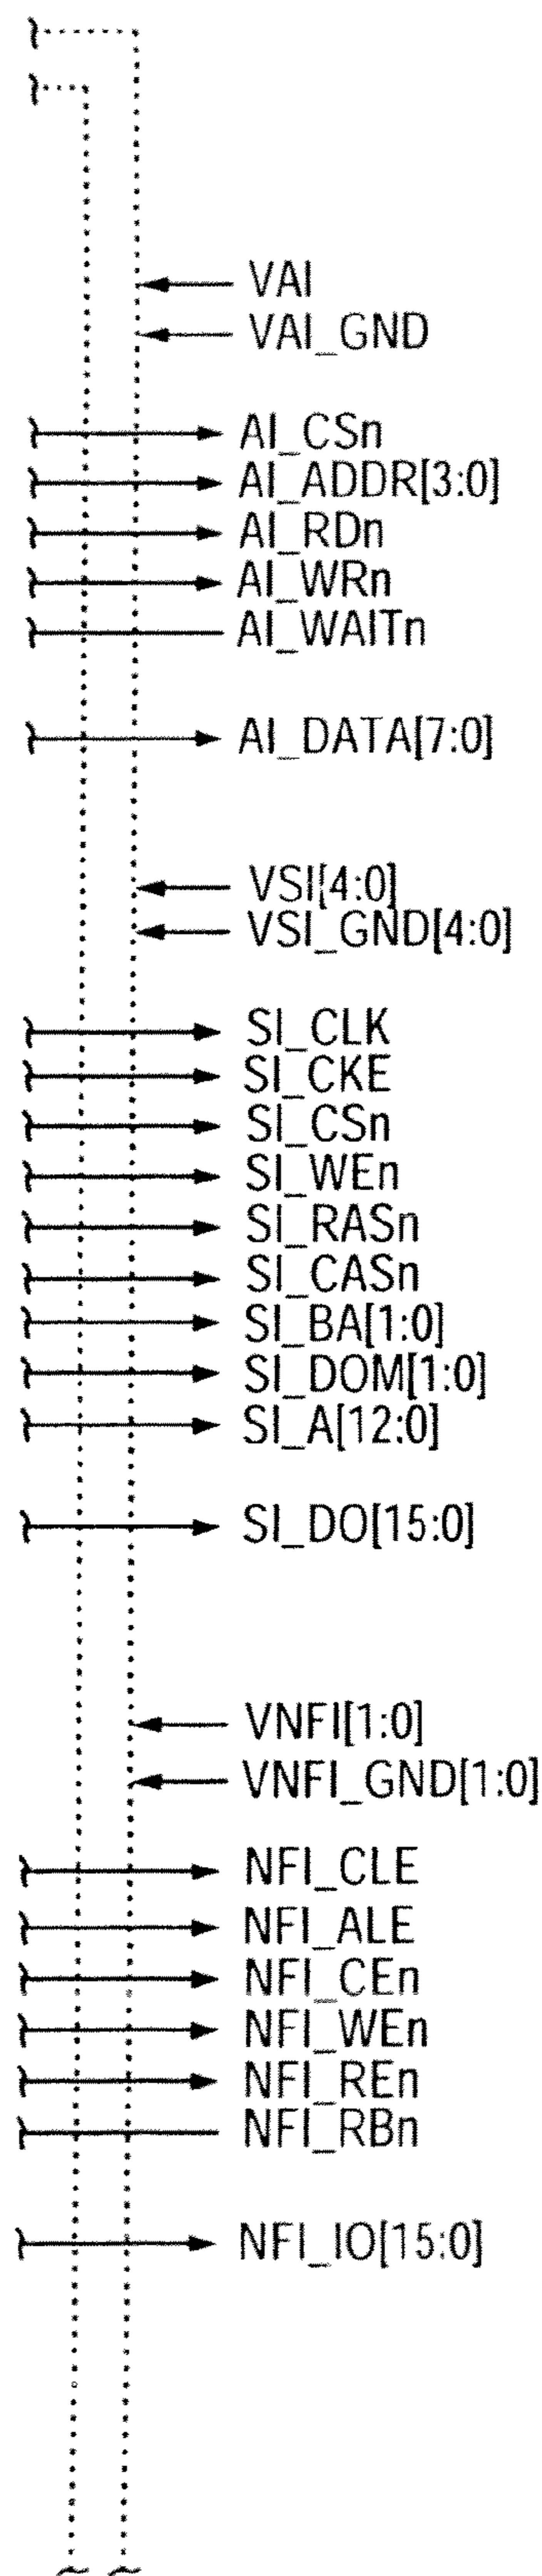 VAI
VAI_GND
AI_CSn
AI_ADDR[3:0]
AI_RDn
AI_WRn
AI_WAITn
AI_DATA[7:0]
VSI[4:0]
VSI_GND[4:0]
SI_CLK
SI_CKE
SI_CSn
SI_WEn
SI_RASn
SI_CASn
SI_BA[1:0]
SI_DOM[1:0]
SI_A[12:0]
SI_DO[15:0]
VNFI[1:0]
VNFI_GND[1:0]
NFI_CLE
NFI_ALE
NFI_CEn
NFI_WEn
NFI_REn
NFI_RBn
NFI_IO[15:0]